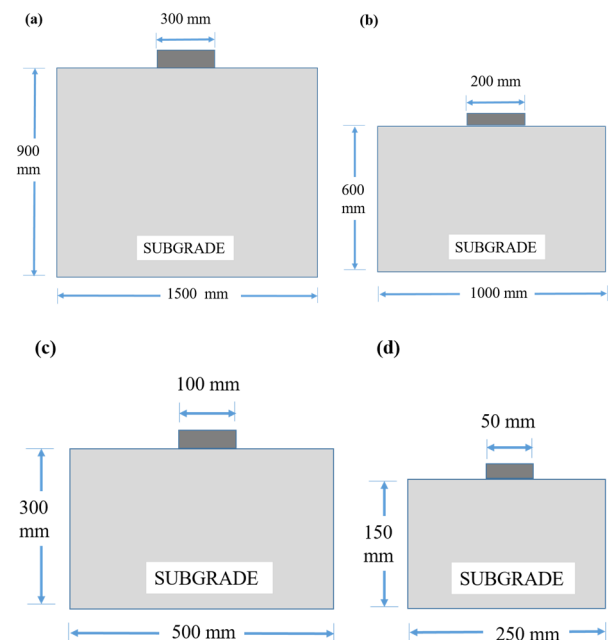 (a)
300 mm
900
mm
SUBGRADE
1500 mm
(b)
200 mm
600
mm
SUBGRADE
1000 mm
(c)
100 mm
300
mm
SUBGRADE
500 mm
(d)
50 mm
150
mm
SUBGRADE
250 mm